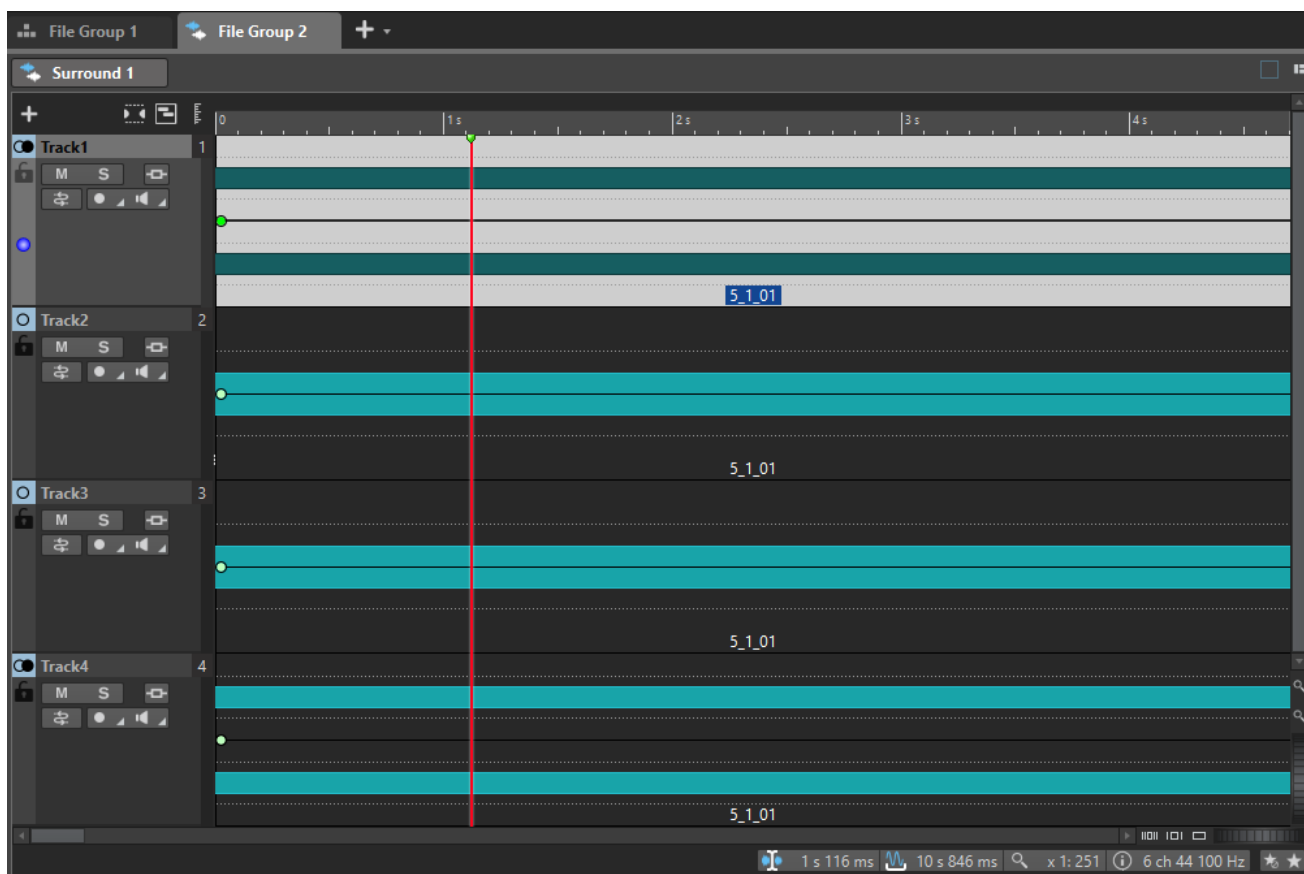 File Group 1 File Group 2
Surround 1
0 1 s 2 s 3 s 4 s
Track1 1
M S
5_1_01
Track2 2
M S
5_1_01
Track3 3
M S
5_1_01
Track4 4
M S
5_1_01
1 s 116 ms 10 s 846 ms x 1: 251 6 ch 44 100 Hz